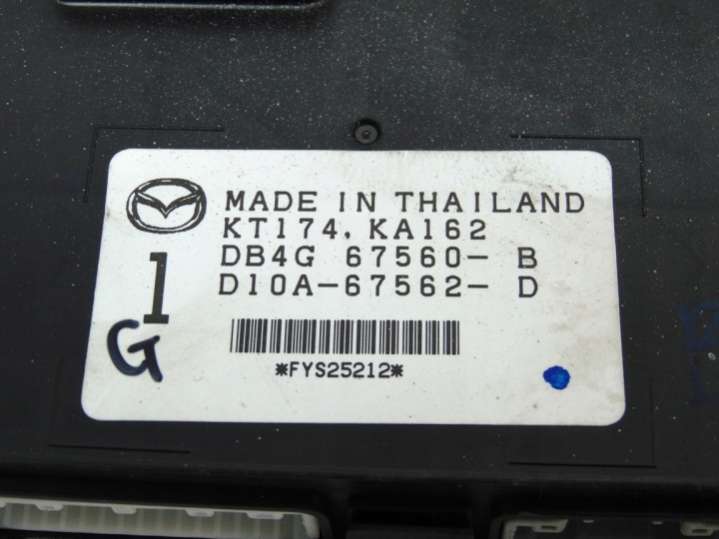 MADE IN THAILAND
KT174, KA162
DB4G 67560- B
D10A-67562- D
1
G
*FYS25212*